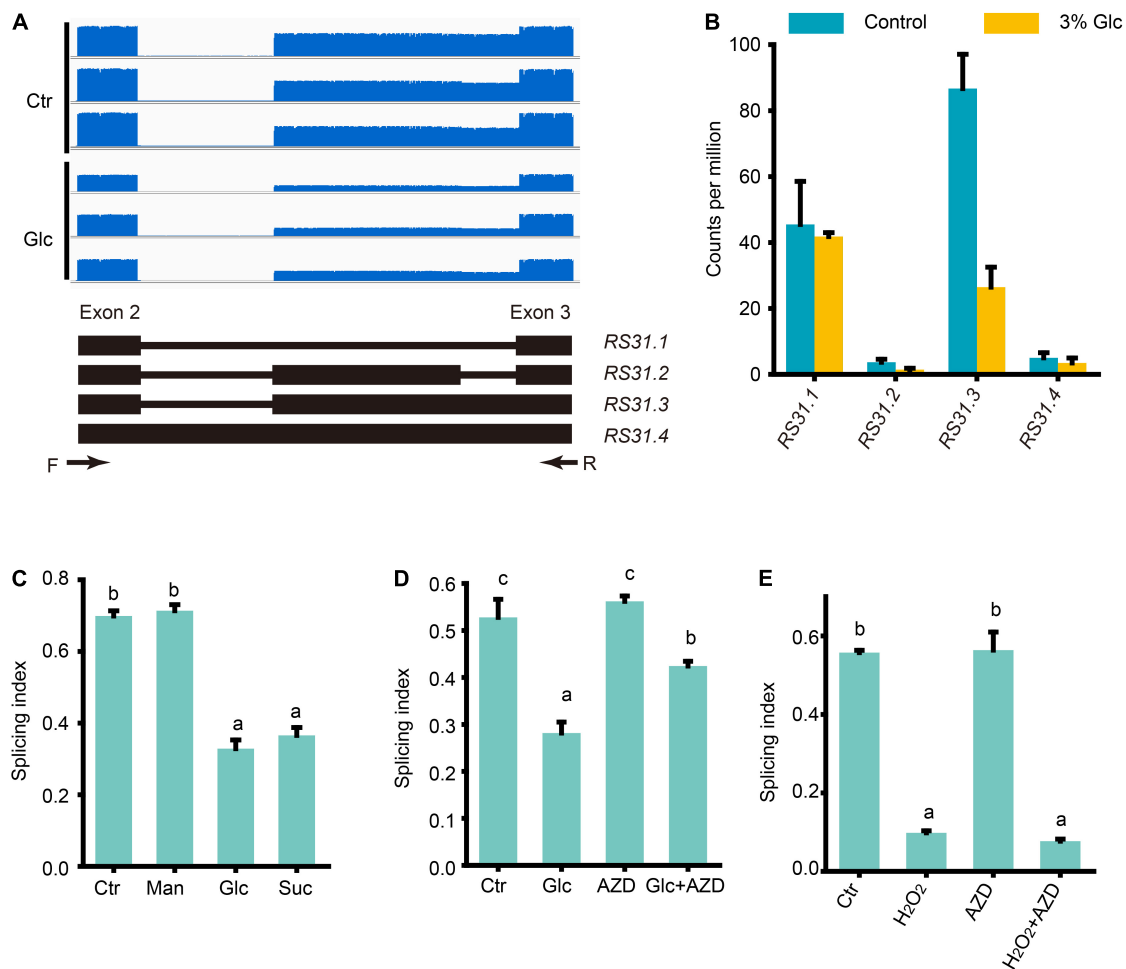 A
Ctr
Glc
Exon 2 Exon 3
RS31.1
RS31.2
RS31.3
RS31.4
F R
B
Control 3% Glc
Counts per million
100
80
60
40
20
0
RS31.1 RS31.2 RS31.3 RS31.4
C
Splicing index
0.8
0.6
0.4
0.2
0.0
b b a a
Ctr Man Glc Suc
D
Splicing index
0.6
0.5
0.4
0.3
0.2
0.1
0.0
c a c b
Ctr Glc AZD Glc+AZD
E
Splicing index
0.6
0.4
0.2
0.0
b a b a
Ctr H₂O₂ AZD H₂O₂+AZD